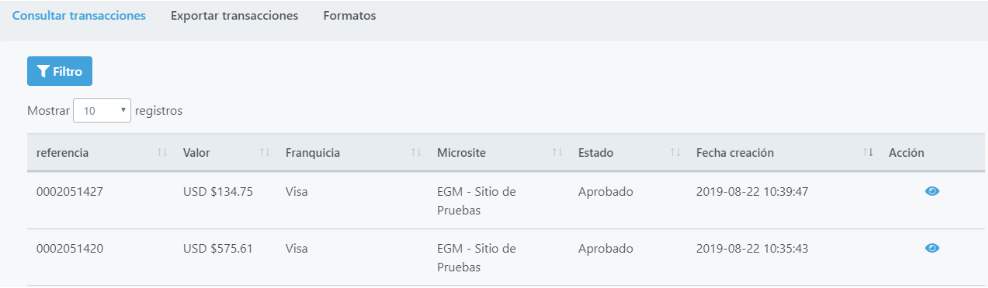 Consultar transacciones Exportar transacciones Formatos
Filtro
Mostrar 10 registros
referencia Valor Franquicia Microsite Estado Fecha creación Acción
0002051427 USD $134.75 Visa EGM - Sitio de Aprobado 2019-08-22 10:39:47
Pruebas
0002051420 USD $575.61 Visa EGM - Sitio de Aprobado 2019-08-22 10:35:43
Pruebas